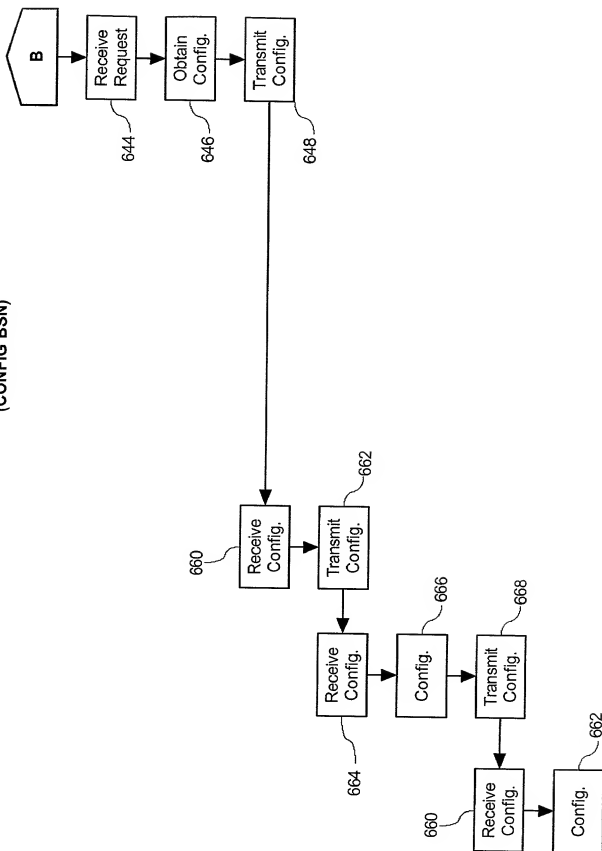 (CONFIG BSN)
B
Receive
Request
644
Obtain
Config.
646
Transmit
Config.
648
660
Receive
Config.
662
Transmit
Config.
664
Receive
Config.
666
Config.
668
Transmit
Config.
660
Receive
Config.
662
Config.